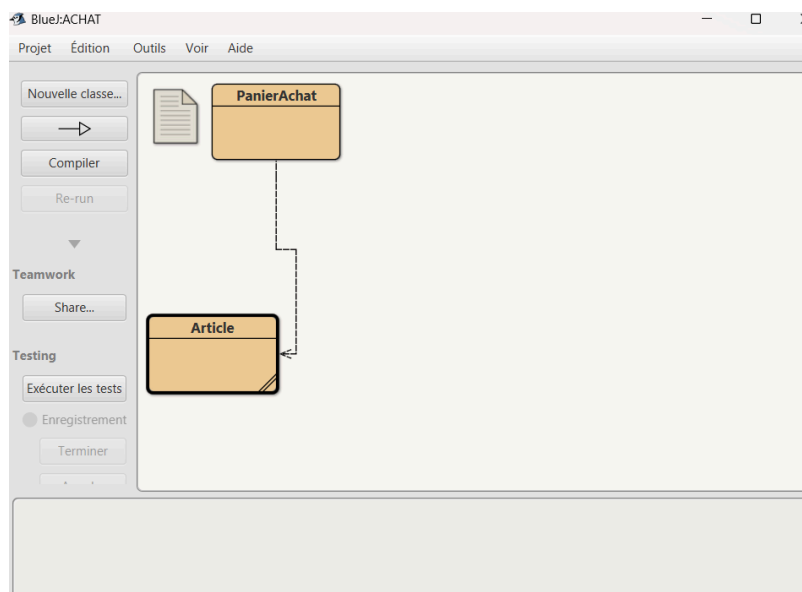 BlueJ:ACHAT
Projet Édition Outils Voir Aide
Nouvelle classe...
Compiler
Re-run
Teamwork
Share...
Testing
Exécuter les tests
Enregistrement
Terminer
PanierAchat
Article